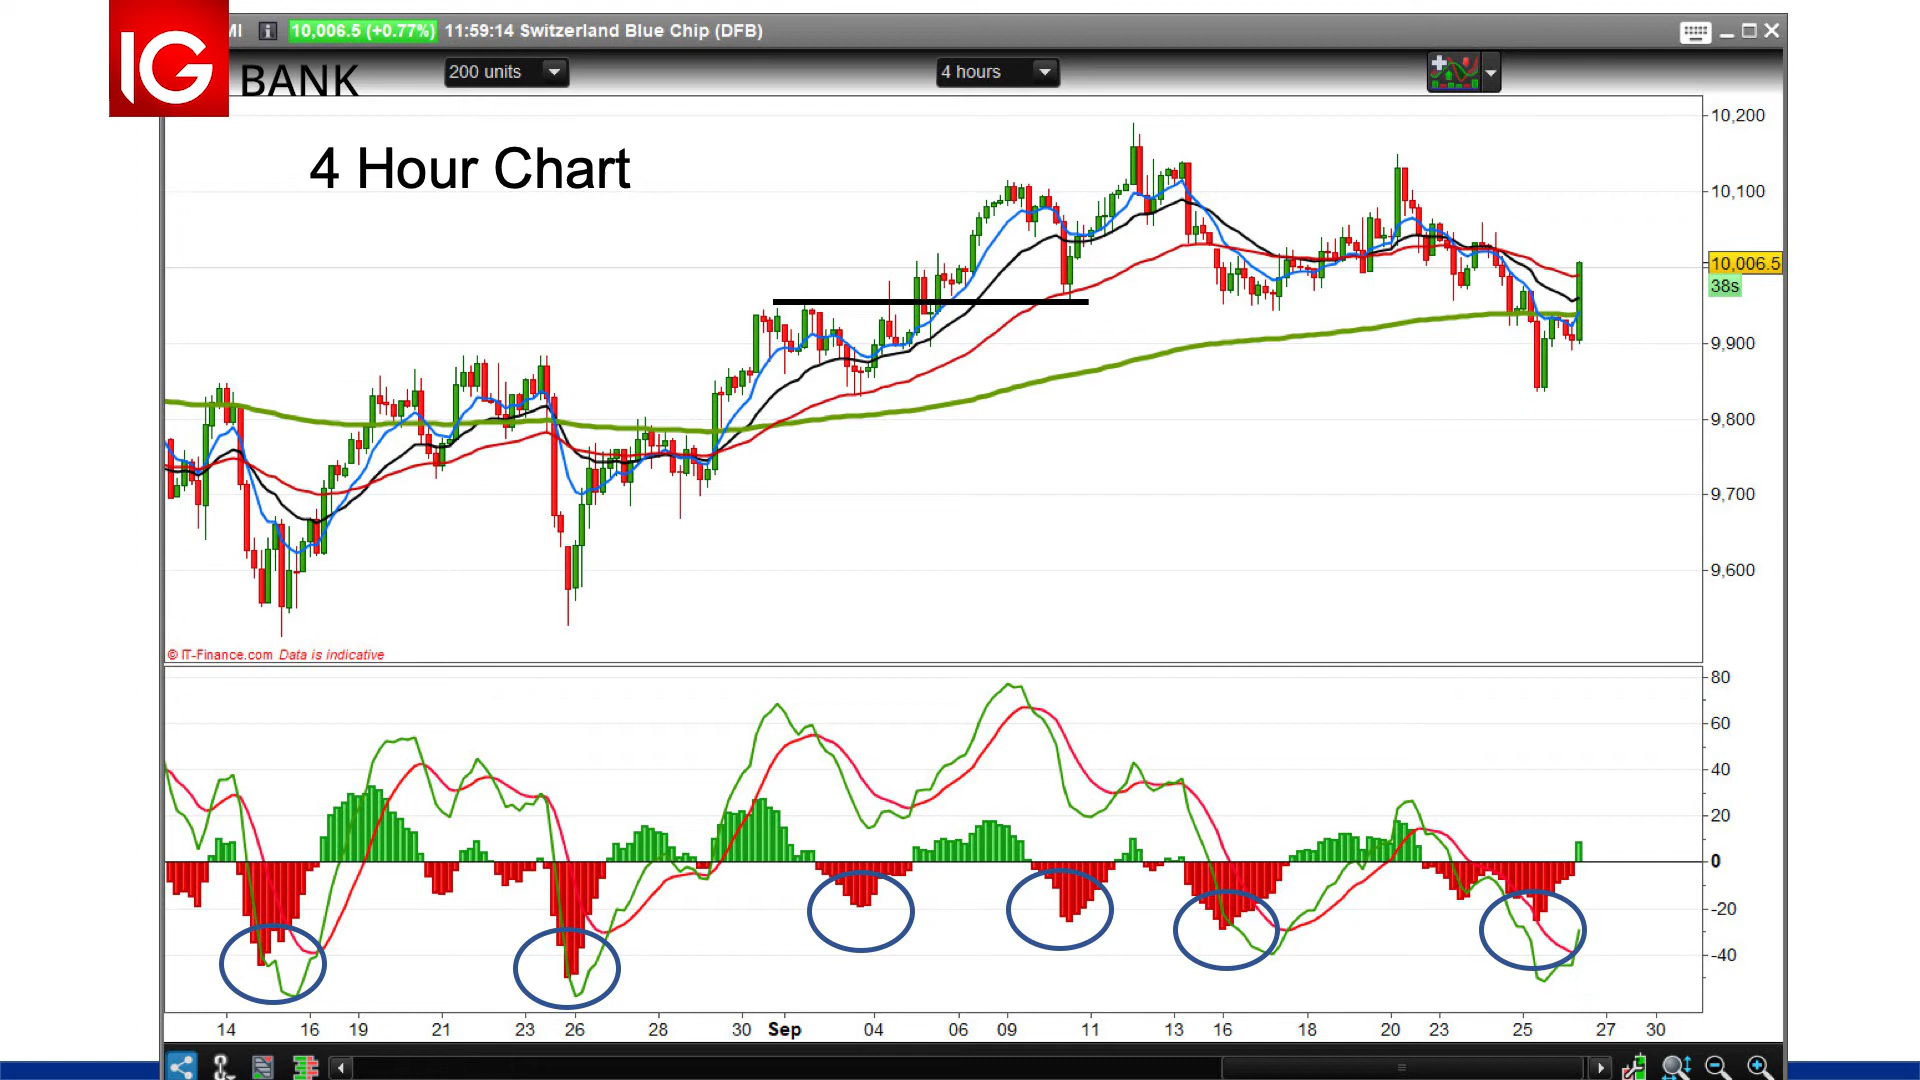 IG
BANK
MI i 10,006.5 (+0.77%) 11:59:14 Switzerland Blue Chip (DFB)
200 units
4 hours
4 Hour Chart
10,200
10,100
10,006.5
38s
9,900
9,800
9,700
9,600
© IT-Finance.com Data is indicative
80
60
40
20
0
-20
-40
14 16 19 21 23 26 28 30 Sep 04 06 09 11 13 16 18 20 23 25 27 30